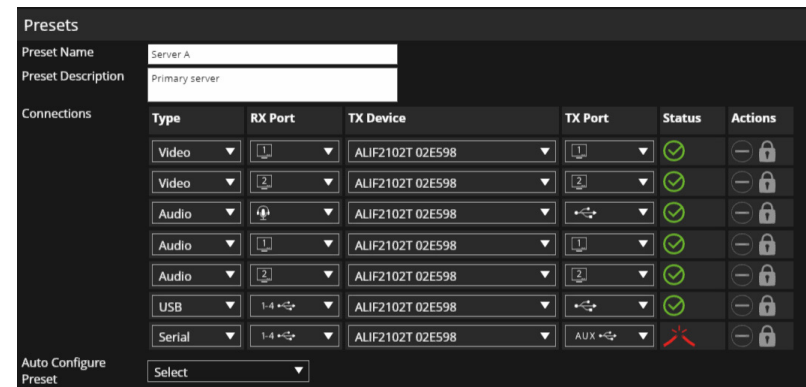 Presets
Preset Name Server A
Preset Description Primary server
Connections Type RX Port TX Device TX Port Status Actions
Video 1 ALIF2102T 02E598 1
Video 2 ALIF2102T 02E598 2
Audio ALIF2102T 02E598
Audio 1 ALIF2102T 02E598 1
Audio 2 ALIF2102T 02E598 2
USB 1-4 ALIF2102T 02E598
Serial 1-4 ALIF2102T 02E598 AUX
Auto Configure
Preset Select